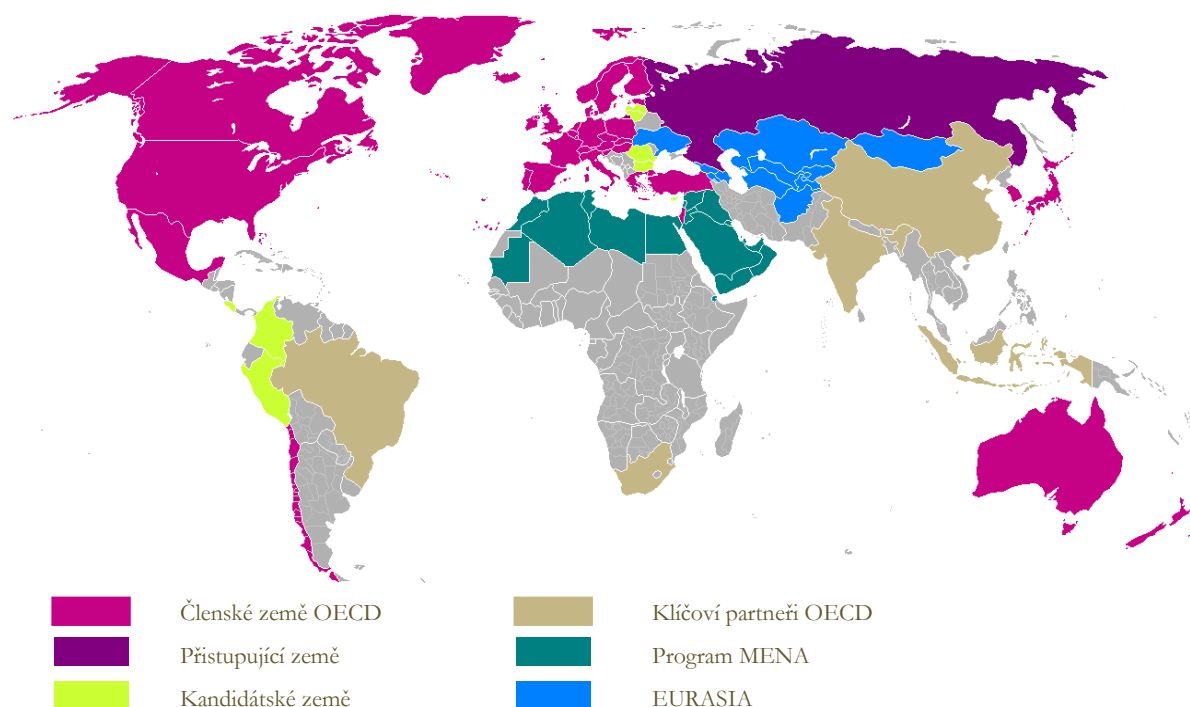 Členské země OECD
Přistupující země
Kandidátské země
Klíčoví partneři OECD
Program MENA
EURASIA